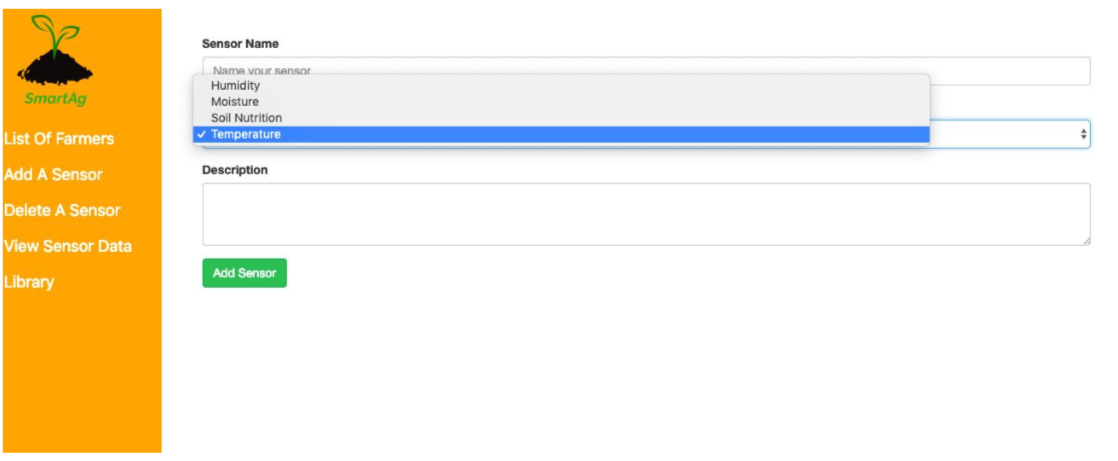 SmartAg
List Of Farmers
Add A Sensor
Delete A Sensor
View Sensor Data
Library
Sensor Name
Name your sensor
Humidity
Moisture
Soil Nutrition
✓ Temperature
Description
Add Sensor